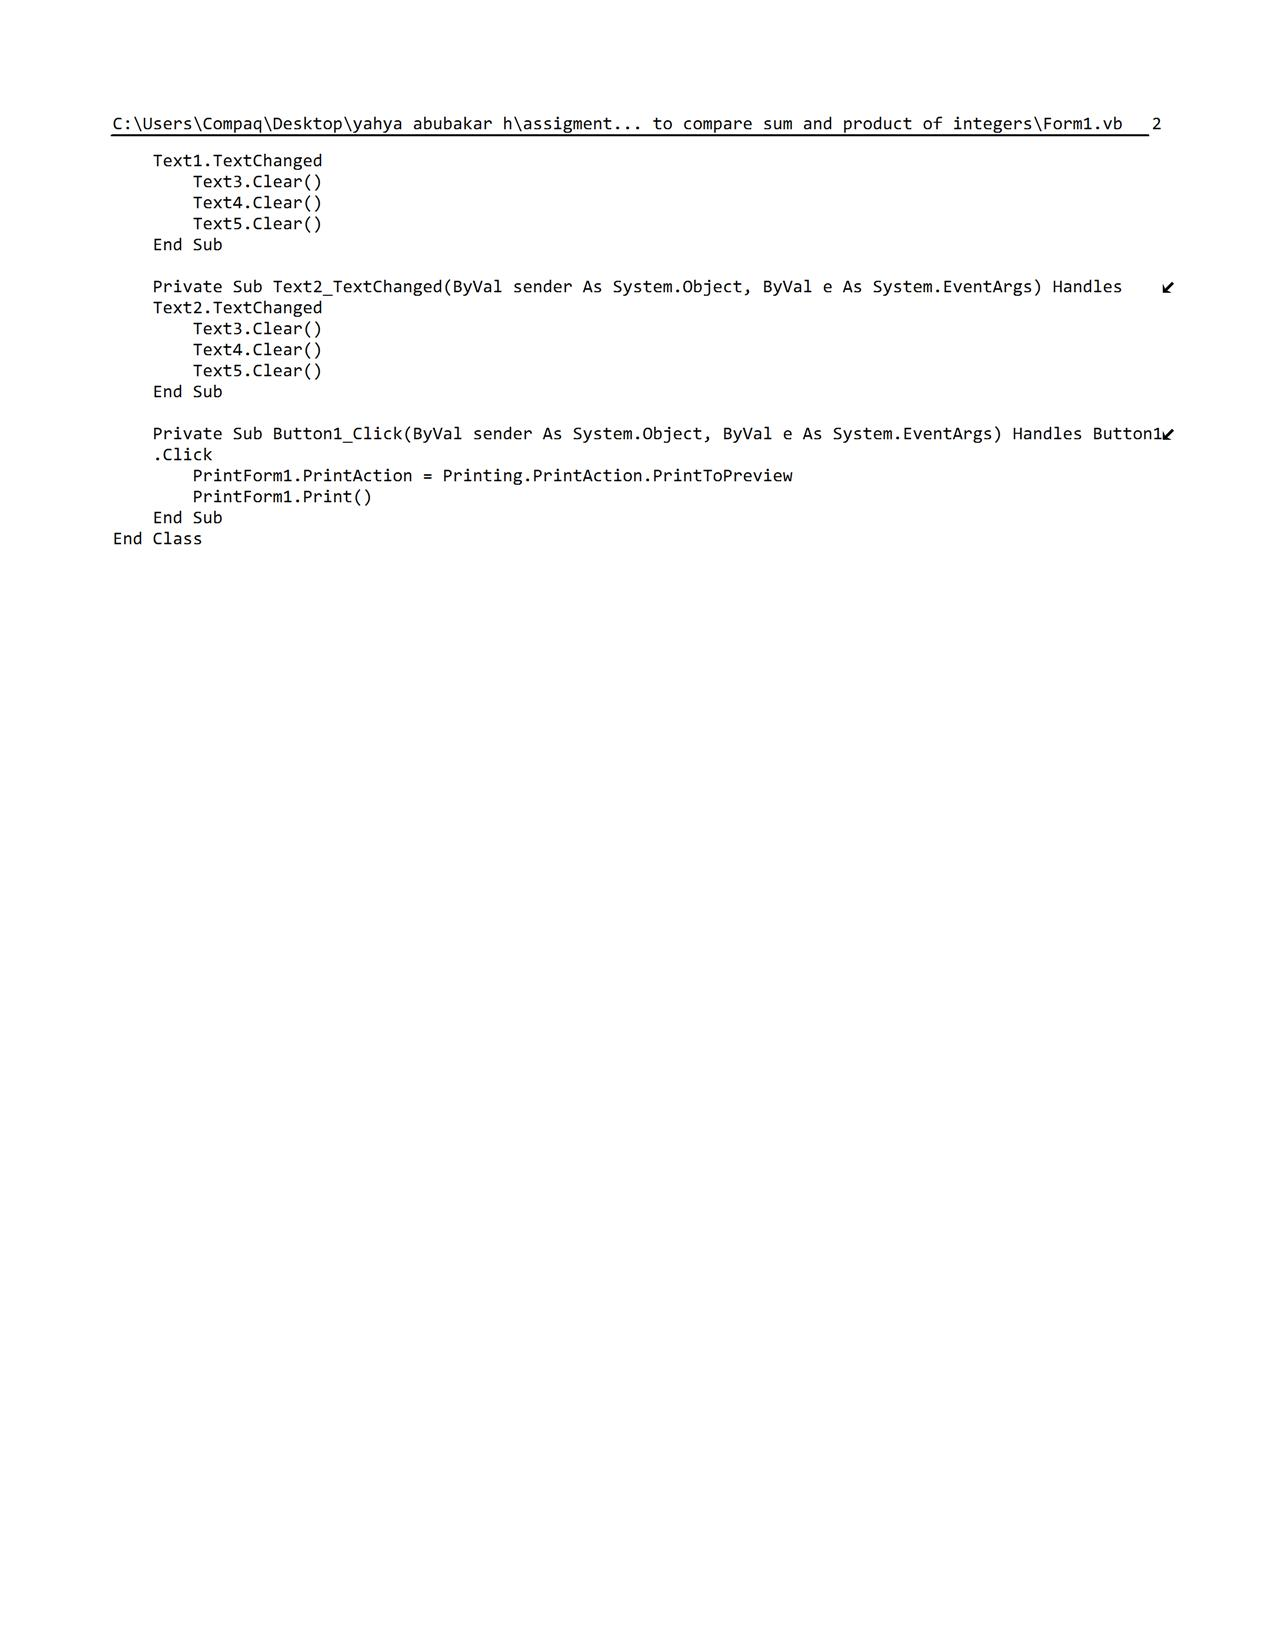 C:\Users\Compaq\Desktop\yahya abubakar h\assigment... to compare sum and product of integers\Form1.vb   2
    Text1.TextChanged
        Text3.Clear()
        Text4.Clear()
        Text5.Clear()
    End Sub

    Private Sub Text2_TextChanged(ByVal sender As System.Object, ByVal e As System.EventArgs) Handles    ↙
    Text2.TextChanged
        Text3.Clear()
        Text4.Clear()
        Text5.Clear()
    End Sub

    Private Sub Button1_Click(ByVal sender As System.Object, ByVal e As System.EventArgs) Handles Button1↙
    .Click
        PrintForm1.PrintAction = Printing.PrintAction.PrintToPreview
        PrintForm1.Print()
    End Sub
End Class